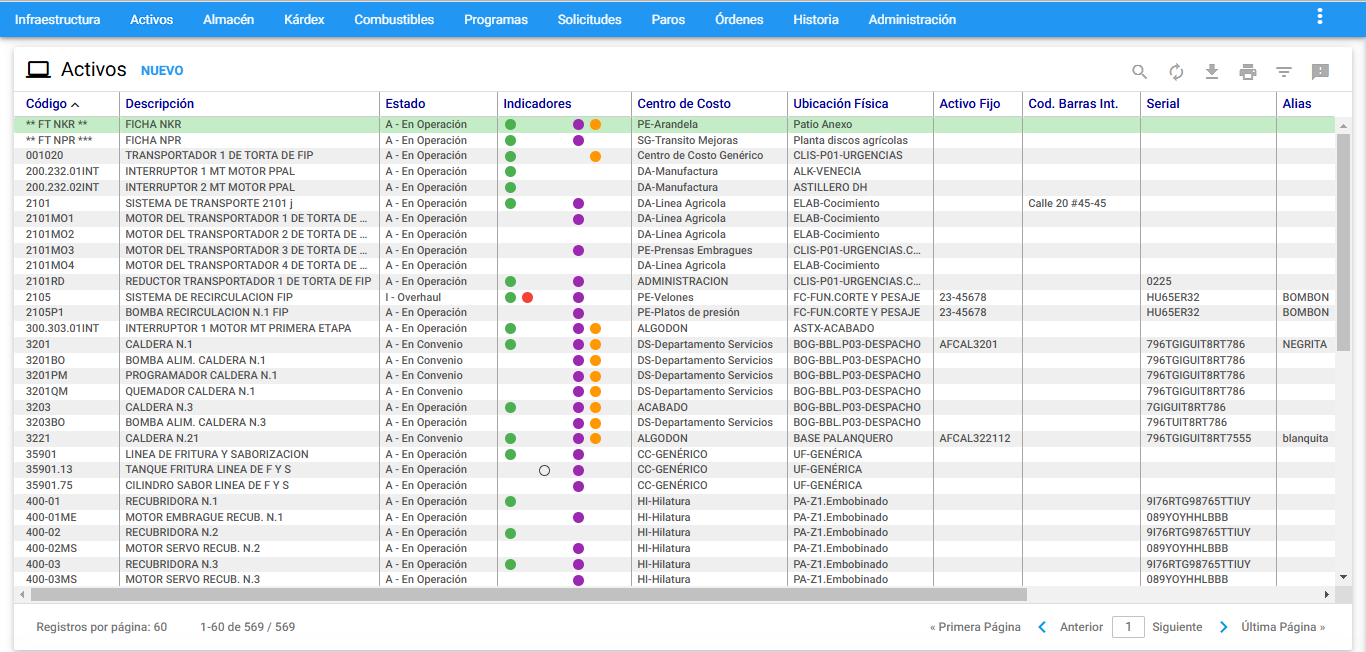 Infraestructura Activos Almacén Kárdex Combustibles Programas Solicitudes Paros Órdenes Historia Administración
Activos NUEVO
Código Descripción Estado Indicadores Centro de Costo Ubicación Física Activo Fijo Cod. Barras Int. Serial Alias
** FT NKR ** FICHA NKR A - En Operación PE-Arandela Patio Anexo
** FT NPR *** FICHA NPR A - En Operación SG-Transito Mejoras Planta discos agrícolas
001020 TRANSPORTADOR 1 DE TORTA DE FIP A - En Operación Centro de Costo Genérico CLIS-P01-URGENCIAS
200.232.01INT INTERRUPTOR 1 MT MOTOR PPAL A - En Operación DA-Manufactura ALK-VENECIA
200.232.02INT INTERRUPTOR 2 MT MOTOR PPAL A - En Operación DA-Manufactura ASTILLERO DH
2101 SISTEMA DE TRANSPORTE 2101 j A - En Operación DA-Linea Agricola ELAB-Cocimiento Calle 20 #45-45
2101MO1 MOTOR DEL TRANSPORTADOR 1 DE TORTA DE ... A - En Operación DA-Linea Agricola ELAB-Cocimiento
2101MO2 MOTOR DEL TRANSPORTADOR 2 DE TORTA DE ... A - En Operación DA-Linea Agricola ELAB-Cocimiento
2101MO3 MOTOR DEL TRANSPORTADOR 3 DE TORTA DE ... A - En Operación PE-Prensas Embragues CLIS-P01-URGENCIAS.C...
2101MO4 MOTOR DEL TRANSPORTADOR 4 DE TORTA DE ... A - En Operación DA-Linea Agricola ELAB-Cocimiento
2101RD REDUCTOR TRANSPORTADOR 1 DE TORTA DE FIP A - En Operación ADMINISTRACION CLIS-P01-URGENCIAS.C... 0225
2105 SISTEMA DE RECIRCULACION FIP I - Overhaul PE-Velones FC-FUN.CORTE Y PESAJE 23-45678 HU65ER32 BOMBON
2105P1 BOMBA RECIRCULACION N.1 FIP A - En Operación PE-Platos de presión FC-FUN.CORTE Y PESAJE 23-45678 HU65ER32 BOMBON
300.303.01INT INTERRUPTOR 1 MOTOR MT PRIMERA ETAPA A - En Operación ALGODON ASTX-ACABADO
3201 CALDERA N.1 A - En Convenio DS-Departamento Servicios BOG-BBL.P03-DESPACHO AFCAL3201 796TGIGUIT8RT786 NEGRITA
3201BO BOMBA ALIM. CALDERA N.1 A - En Convenio DS-Departamento Servicios BOG-BBL.P03-DESPACHO 796TGIGUIT8RT786
3201PM PROGRAMADOR CALDERA N.1 A - En Convenio DS-Departamento Servicios BOG-BBL.P03-DESPACHO 796TGIGUIT8RT786
3201QM QUEMADOR CALDERA N.1 A - En Convenio DS-Departamento Servicios BOG-BBL.P03-DESPACHO 796TGIGUIT8RT786
3203 CALDERA N.3 A - En Operación ACABADO BOG-BBL.P03-DESPACHO 7GIGUIT8RT786
3203BO BOMBA ALIM. CALDERA N.3 A - En Operación DS-Departamento Servicios BOG-BBL.P03-DESPACHO 796TUIT8RT786
3221 CALDERA N.21 A - En Convenio ALGODON BASE PALANQUERO AFCAL322112 796TGIGUIT8RT7555 blanquita
35901 LINEA DE FRITURA Y SABORIZACION A - En Operación CC-GENÉRICO UF-GENÉRICA
35901.13 TANQUE FRITURA LINEA DE F Y S A - En Operación CC-GENÉRICO UF-GENÉRICA
35901.75 CILINDRO SABOR LINEA DE F Y S A - En Operación CC-GENÉRICO UF-GENÉRICA
400-01 RECUBRIDORA N.1 A - En Operación HI-Hilatura PA-Z1.Embobinado 9I76RTG98765TTIUY
400-01ME MOTOR EMBRAGUE RECUB. N.1 A - En Operación HI-Hilatura PA-Z1.Embobinado 089YOYHHLBBB
400-02 RECUBRIDORA N.2 A - En Operación HI-Hilatura PA-Z1.Embobinado 9I76RTG98765TTIUY
400-02MS MOTOR SERVO RECUB. N.2 A - En Operación HI-Hilatura PA-Z1.Embobinado 089YOYHHLBBB
400-03 RECUBRIDORA N.3 A - En Operación HI-Hilatura PA-Z1.Embobinado 9I76RTG98765TTIUY
400-03MS MOTOR SERVO RECUB. N.3 A - En Operación HI-Hilatura PA-Z1.Embobinado 089YOYHHLBBB
Registros por página: 60 1-60 de 569 / 569 « Primera Página Anterior 1 Siguiente Última Página »